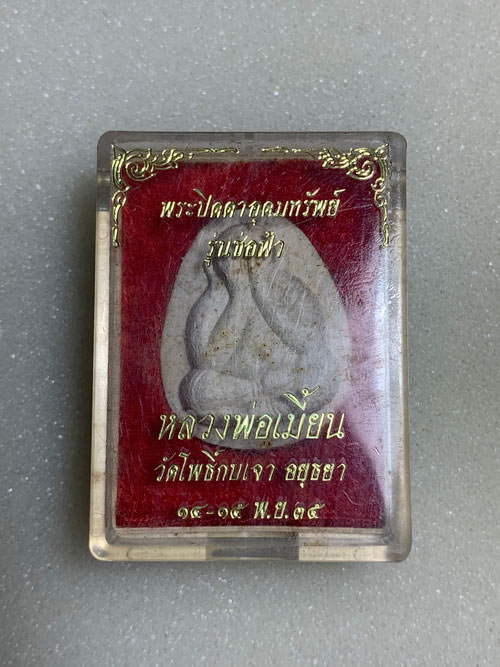 พระปิดตาอุดมทรัพย์
รุ่นช่อฟ้า
หลวงพ่อเมี้ยน
วัดโพธิ์กบเจา อยุธยา
๑๔-๑๕ พ.ย.๓๕